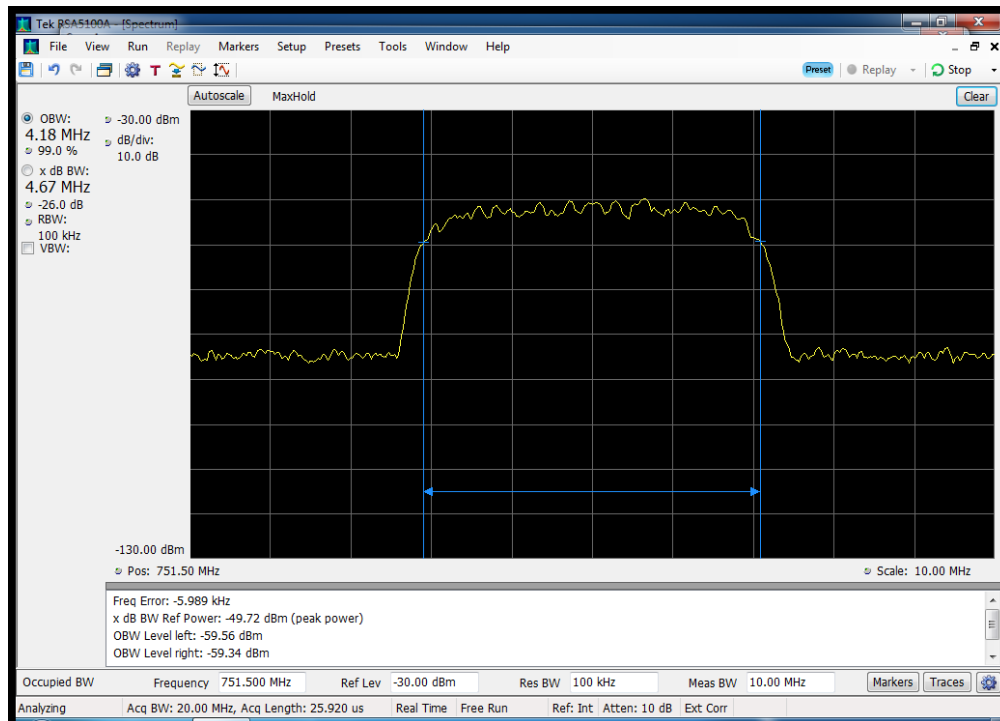 Tek RSA5100A - [Spectrum]
File View Run Replay Markers Setup Presets Tools Window Help
T Preset Replay Stop
Autoscale MaxHold Clear
OBW:
4.18 MHz
99.0 %
x dB BW:
4.67 MHz
-26.0 dB
RBW:
100 kHz
VBW:
-30.00 dBm
dB/div:
10.0 dB
-130.00 dBm
Pos: 751.50 MHz Scale: 10.00 MHz
Freq Error: -5.989 kHz
x dB BW Ref Power: -49.72 dBm (peak power)
OBW Level left: -59.56 dBm
OBW Level right: -59.34 dBm
Occupied BW Frequency 751.500 MHz Ref Lev -30.00 dBm Res BW 100 kHz Meas BW 10.00 MHz Markers Traces
Analyzing Acq BW: 20.00 MHz, Acq Length: 25.920 us Real Time Free Run Ref: Int Atten: 10 dB Ext Corr